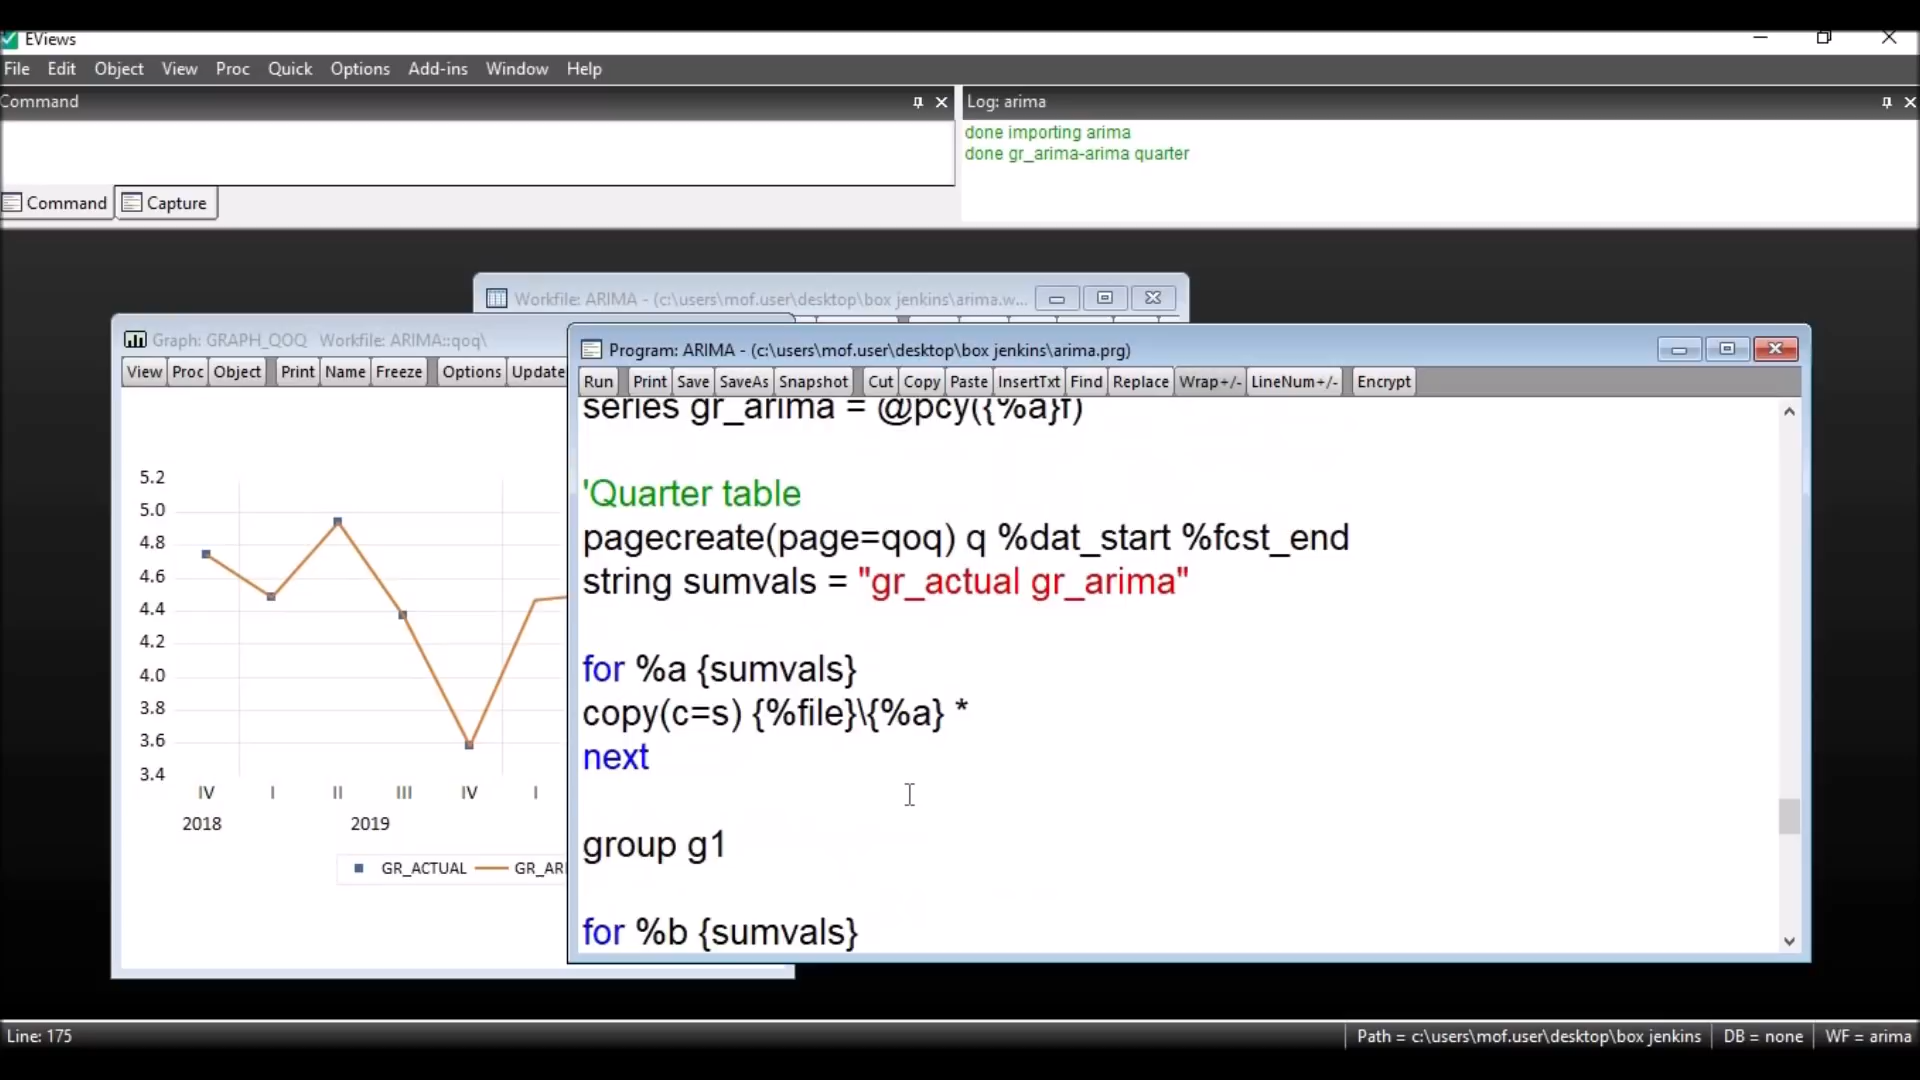 EViews
File Edit Object View Proc Quick Options Add-ins Window Help
Command
Log: arima
done importing arima
done gr_arima-arima quarter
Command Capture
Workfile: ARIMA - (c:\users\mof.user\desktop\box jenkins\arima.w...
Graph: GRAPH_QOQ Workfile: ARIMA::qoq\
View Proc Object Print Name Freeze Options Update
5.2
5.0
4.8
4.6
4.4
4.2
4.0
3.8
3.6
3.4
IV I II III IV I
2018 2019
GR_ACTUAL GR_ARI
Program: ARIMA - (c:\users\mof.user\desktop\box jenkins\arima.prg)
Run Print Save SaveAs Snapshot Cut Copy Paste InsertTxt Find Replace Wrap+/- LineNum+/- Encrypt
series gr_arima = @pcy({%a}f)
'Quarter table
pagecreate(page=qoq) q %dat_start %fcst_end
string sumvals = "gr_actual gr_arima"
for %a {sumvals}
copy(c=s) {%file}\{%a} *
next
group g1
for %b {sumvals}
Line: 175
Path = c:\users\mof.user\desktop\box jenkins DB = none WF = arima